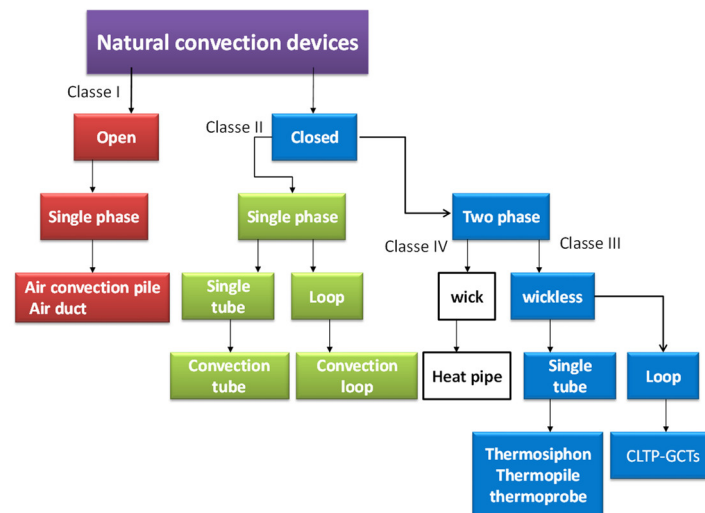 Natural convection devices
Classe I
Open
Classe II
Closed
Single phase
Single phase
Two phase
Classe IV
Classe III
Air convection pile
Air duct
Single
tube
Loop
wick
wickless
Convection
tube
Convection
loop
Heat pipe
Single
tube
Loop
Thermosiphon
Thermopile
thermoprobe
CLTP-GCTs